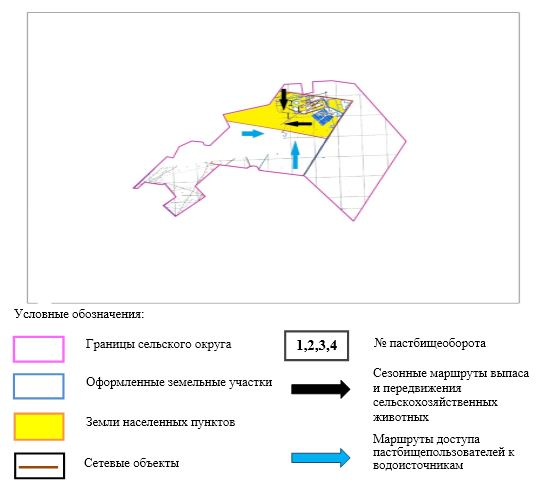 Условные обозначения:
Границы сельского округа
Оформленные земельные участки
Земли населенных пунктов
Сетевые объекты
1,2,3,4
№ пастбищеоборота
Сезонные маршруты выпаса
и передвижения
сельскохозяйственных
животных
Маршруты доступа
пастбищепользователей к
водоисточникам